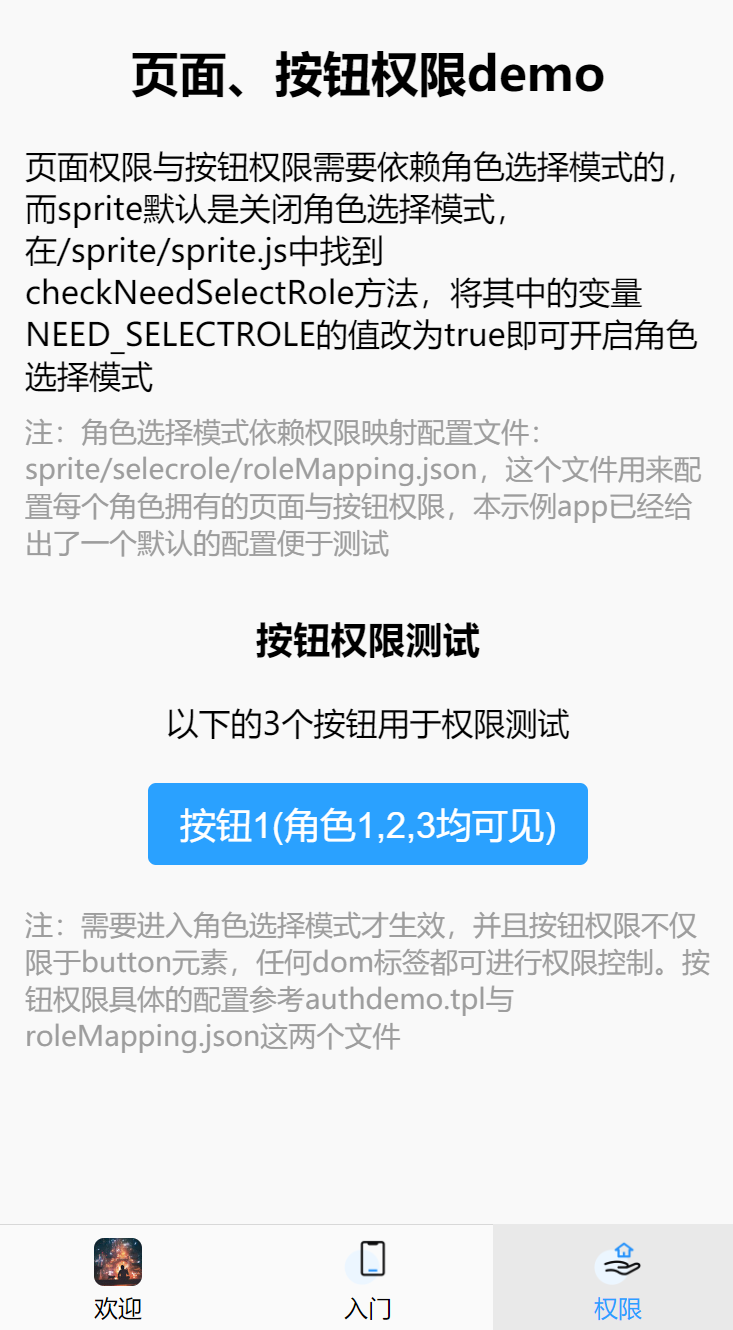 页面、按钮权限demo
页面权限与按钮权限需要依赖角色选择模式的，
而sprite默认是关闭角色选择模式，
在/sprite/sprite.js中找到
checkNeedSelectRole方法，将其中的变量
NEED_SELECTROLE的值改为true即可开启角色
选择模式
注：角色选择模式依赖权限映射配置文件：
sprite/selecrole/roleMapping.json，这个文件用来配
置每个角色拥有的页面与按钮权限，本示例app已经给
出了一个默认的配置便于测试
按钮权限测试
以下的3个按钮用于权限测试
按钮1(角色1,2,3均可见)
注：需要进入角色选择模式才生效，并且按钮权限不仅
限于button元素，任何dom标签都可进行权限控制。按
钮权限具体的配置参考authdemo.tpl与
roleMapping.json这两个文件
欢迎
入门
权限